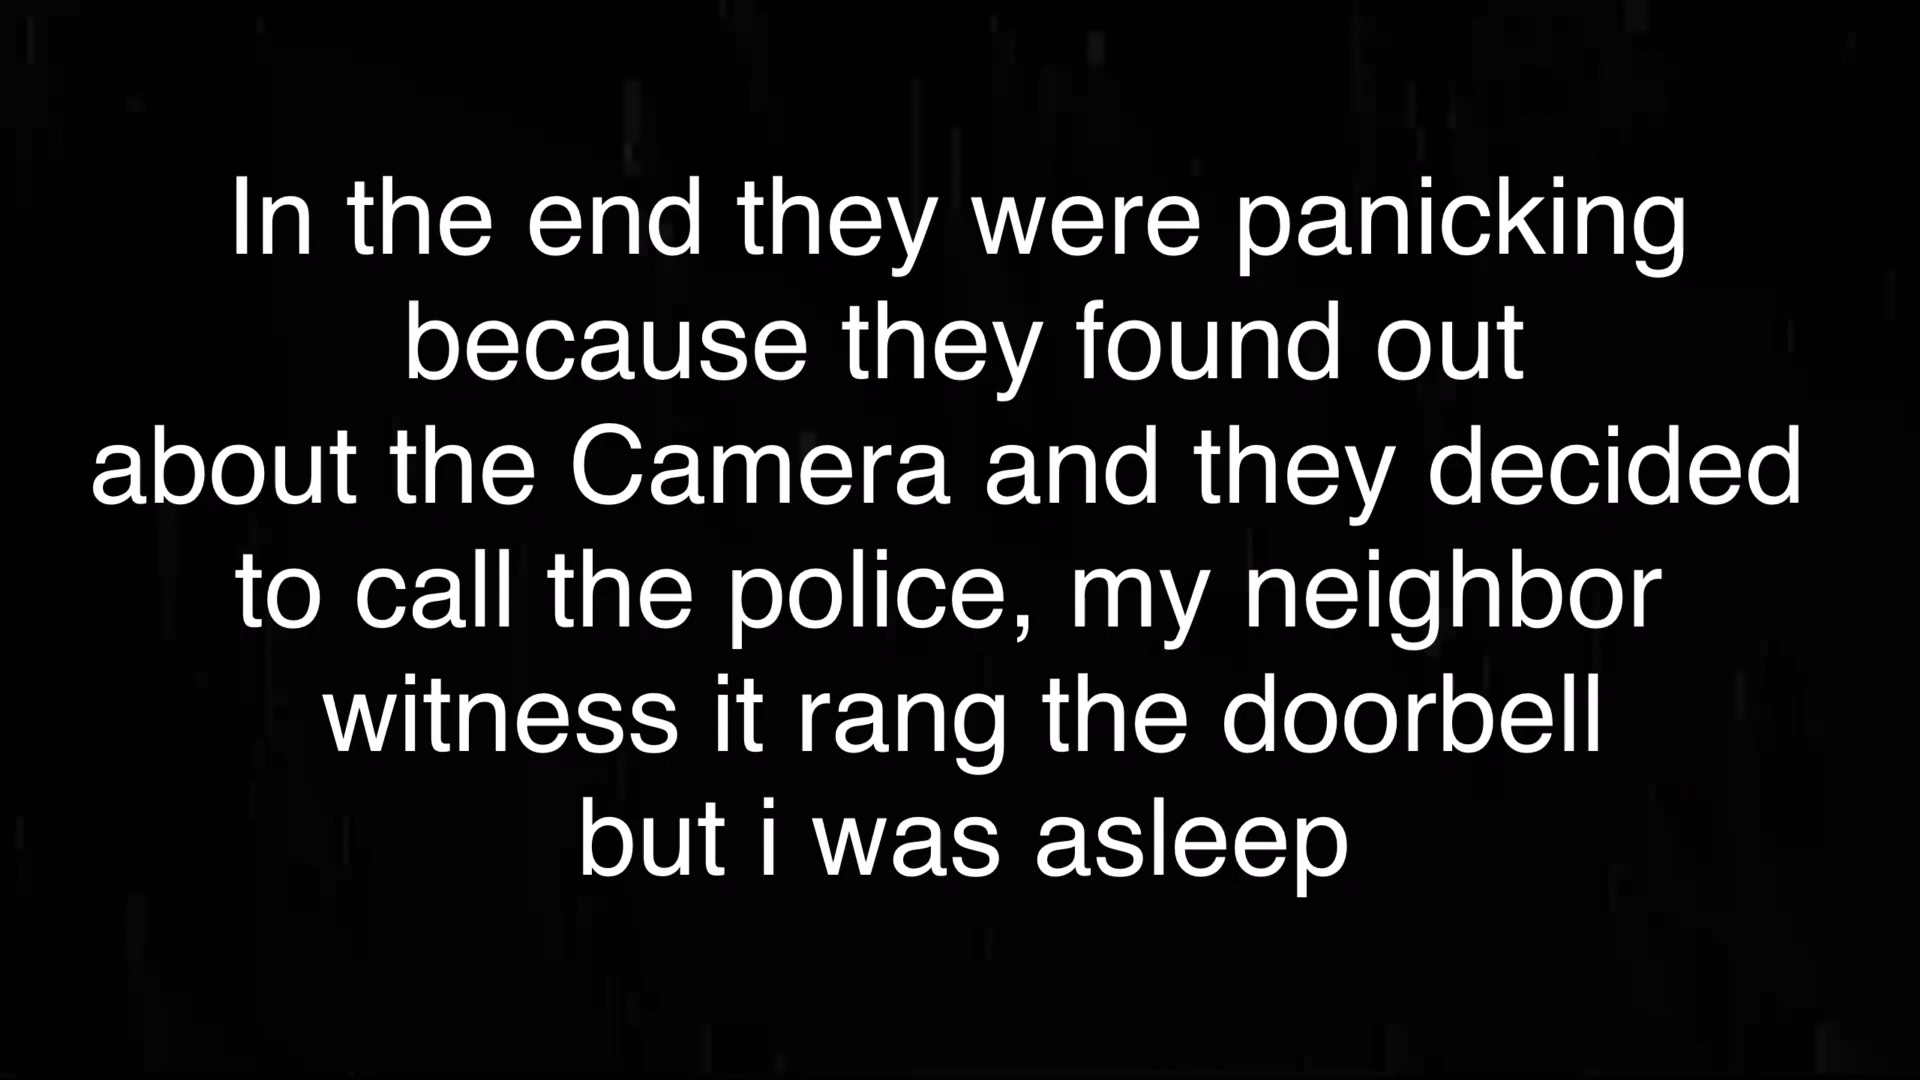 In the end they were panicking
because they found out
about the Camera and they decided
to call the police, my neighbor
witness it rang the doorbell
but i was asleep